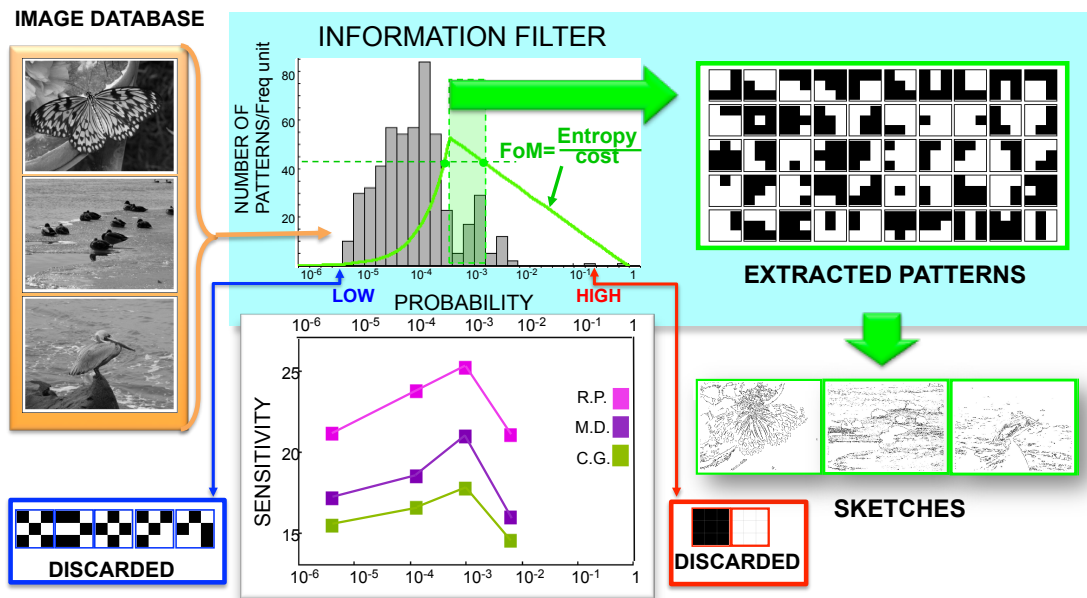 IMAGE DATABASE
INFORMATION FILTER
NUMBER OF
PATTERNS/Freq unit
80
60
40
20
FoM=
Entropy
cost
10-6
10-5
10-4
10-3
10-2
10-1
1
LOW
PROBABILITY
HIGH
EXTRACTED PATTERNS
10-6
10-5
10-4
10-3
10-2
10-1
1
SENSITIVITY
25
20
15
R.P.
M.D.
C.G.
10-6
10-5
10-4
10-3
10-2
10-1
1
SKETCHES
DISCARDED
DISCARDED